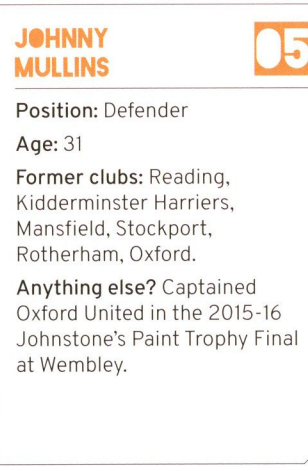 JOHNNY
MULLINS
05
Position: Defender
Age: 31
Former clubs: Reading,
Kidderminster Harriers,
Mansfield, Stockport,
Rotherham, Oxford.
Anything else? Captained
Oxford United in the 2015-16
Johnstone's Paint Trophy Final
at Wembley.